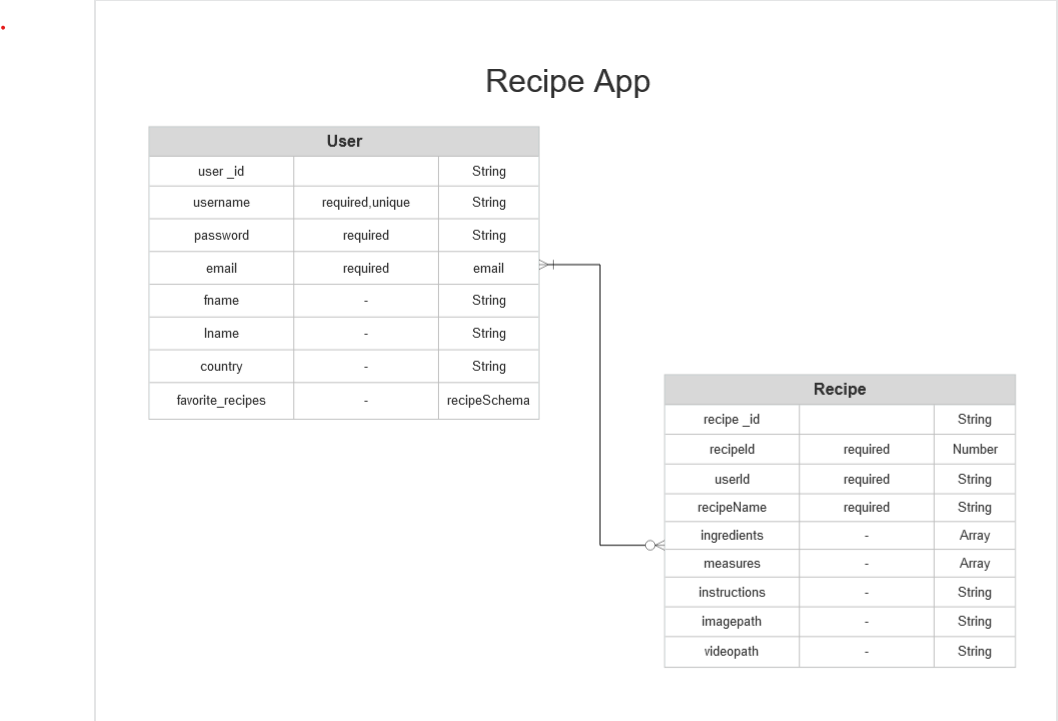 Recipe App
User
user _id String
username required,unique String
password required String
email required email
fname - String
lname - String
country - String
favorite_recipes - recipeSchema
Recipe
recipe _id String
recipeId required Number
userId required String
recipeName required String
ingredients - Array
measures - Array
instructions - String
imagepath - String
videopath - String